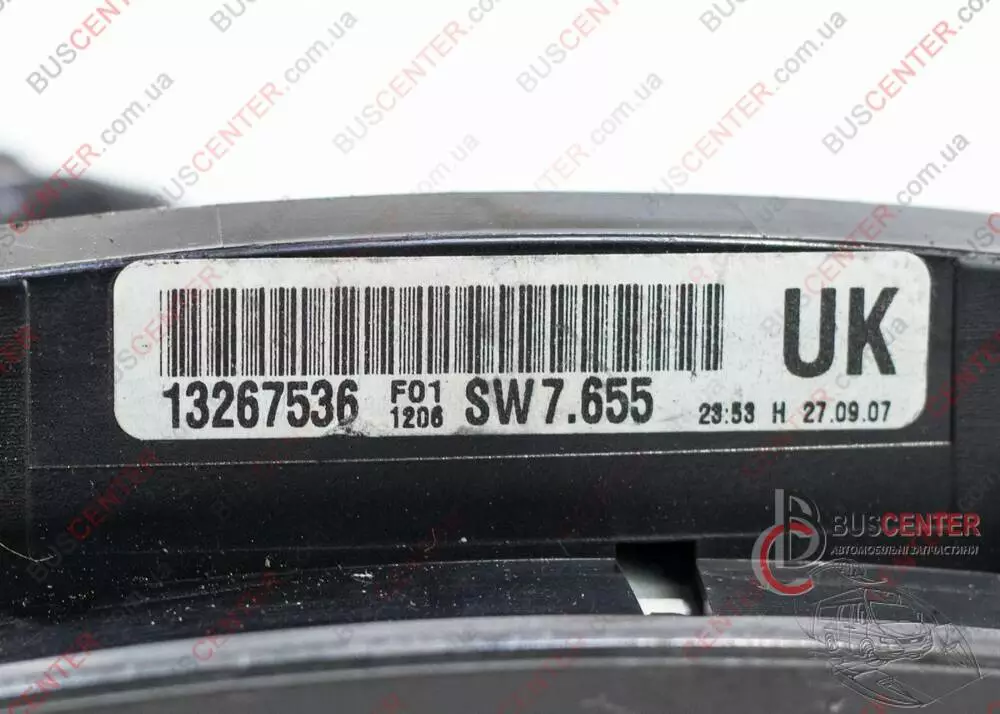 UK
13267536 F01 1206 SW7.655 23:53 H 27.09.07
BUSCENTER
АВТОМОБІЛЬНІ ЗАПЧАСТИНИ
BUSCENTER.com.ua